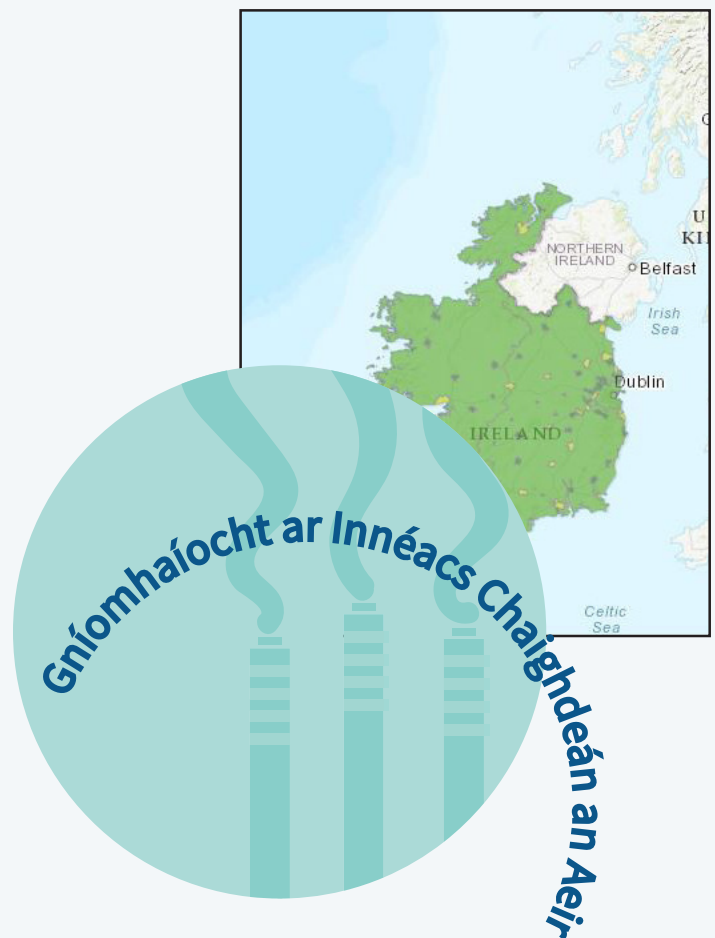 NORTHERN
IRELAND
Belfast
Irish
Sea
Dublin
IRELAND
Celtic
Sea
Gníomhaíocht ar Innéacs Chaighdeán an Aeir